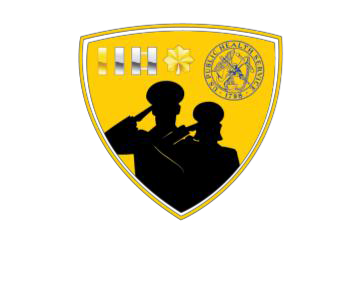 U.S. PUBLIC HEALTH SERVICE
1798